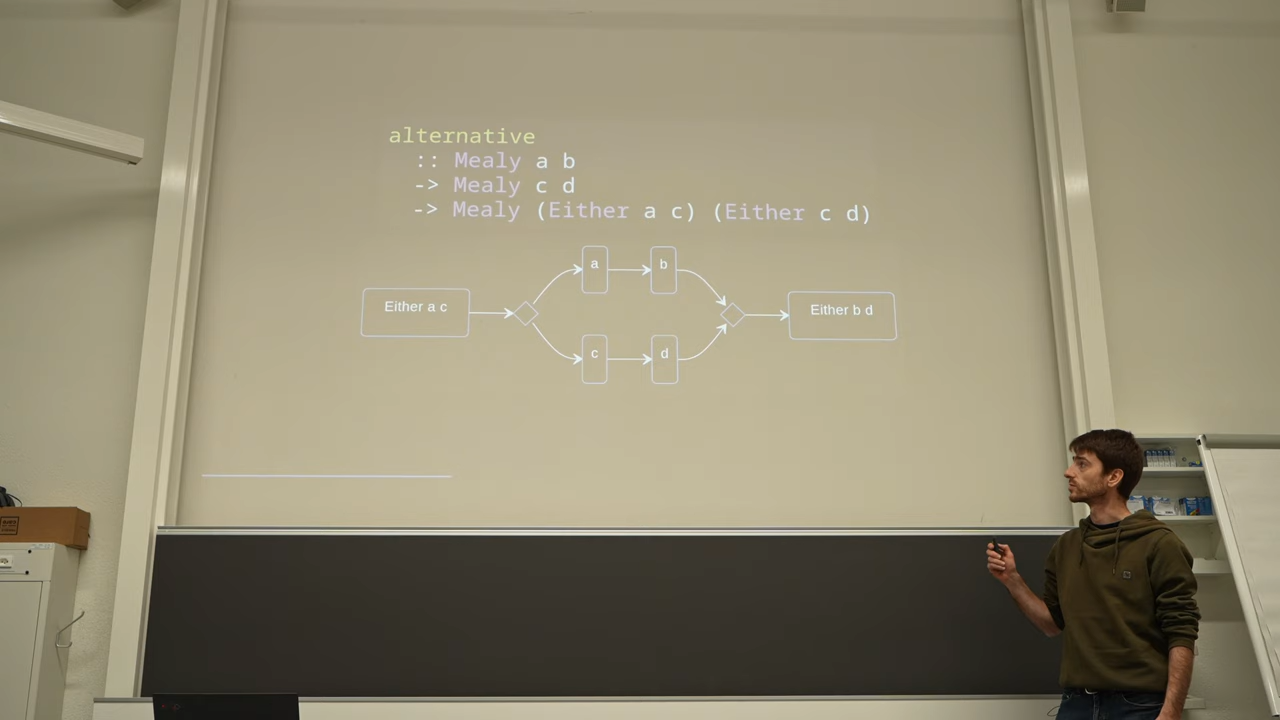 alternative
:: Mealy a b
-> Mealy c d
-> Mealy (Either a c) (Either c d)
a
b
Either a c
Either b d
c
d